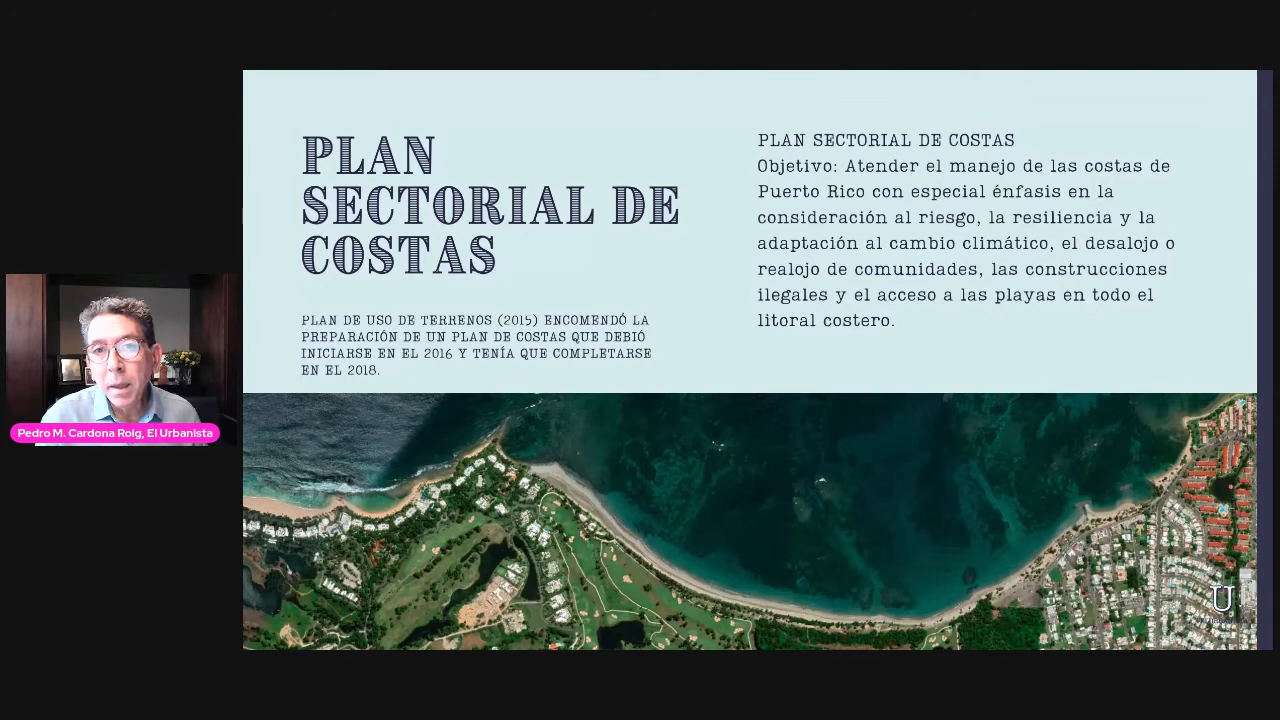 PLAN
SECTORIAL DE
COSTAS
PLAN DE USO DE TERRENOS (2015) ENCOMENDÓ LA
PREPARACIÓN DE UN PLAN DE COSTAS QUE DEBIÓ
INICIARSE EN EL 2016 Y TENÍA QUE COMPLETARSE
EN EL 2018.
PLAN SECTORIAL DE COSTAS
Objetivo: Atender el manejo de las costas de
Puerto Rico con especial énfasis en la
consideración al riesgo, la resiliencia y la
adaptación al cambio climático, el desalojo o
realojo de comunidades, las construcciones
ilegales y el acceso a las playas en todo el
litoral costero.
Pedro M. Cardona Roig, El Urbanista
U